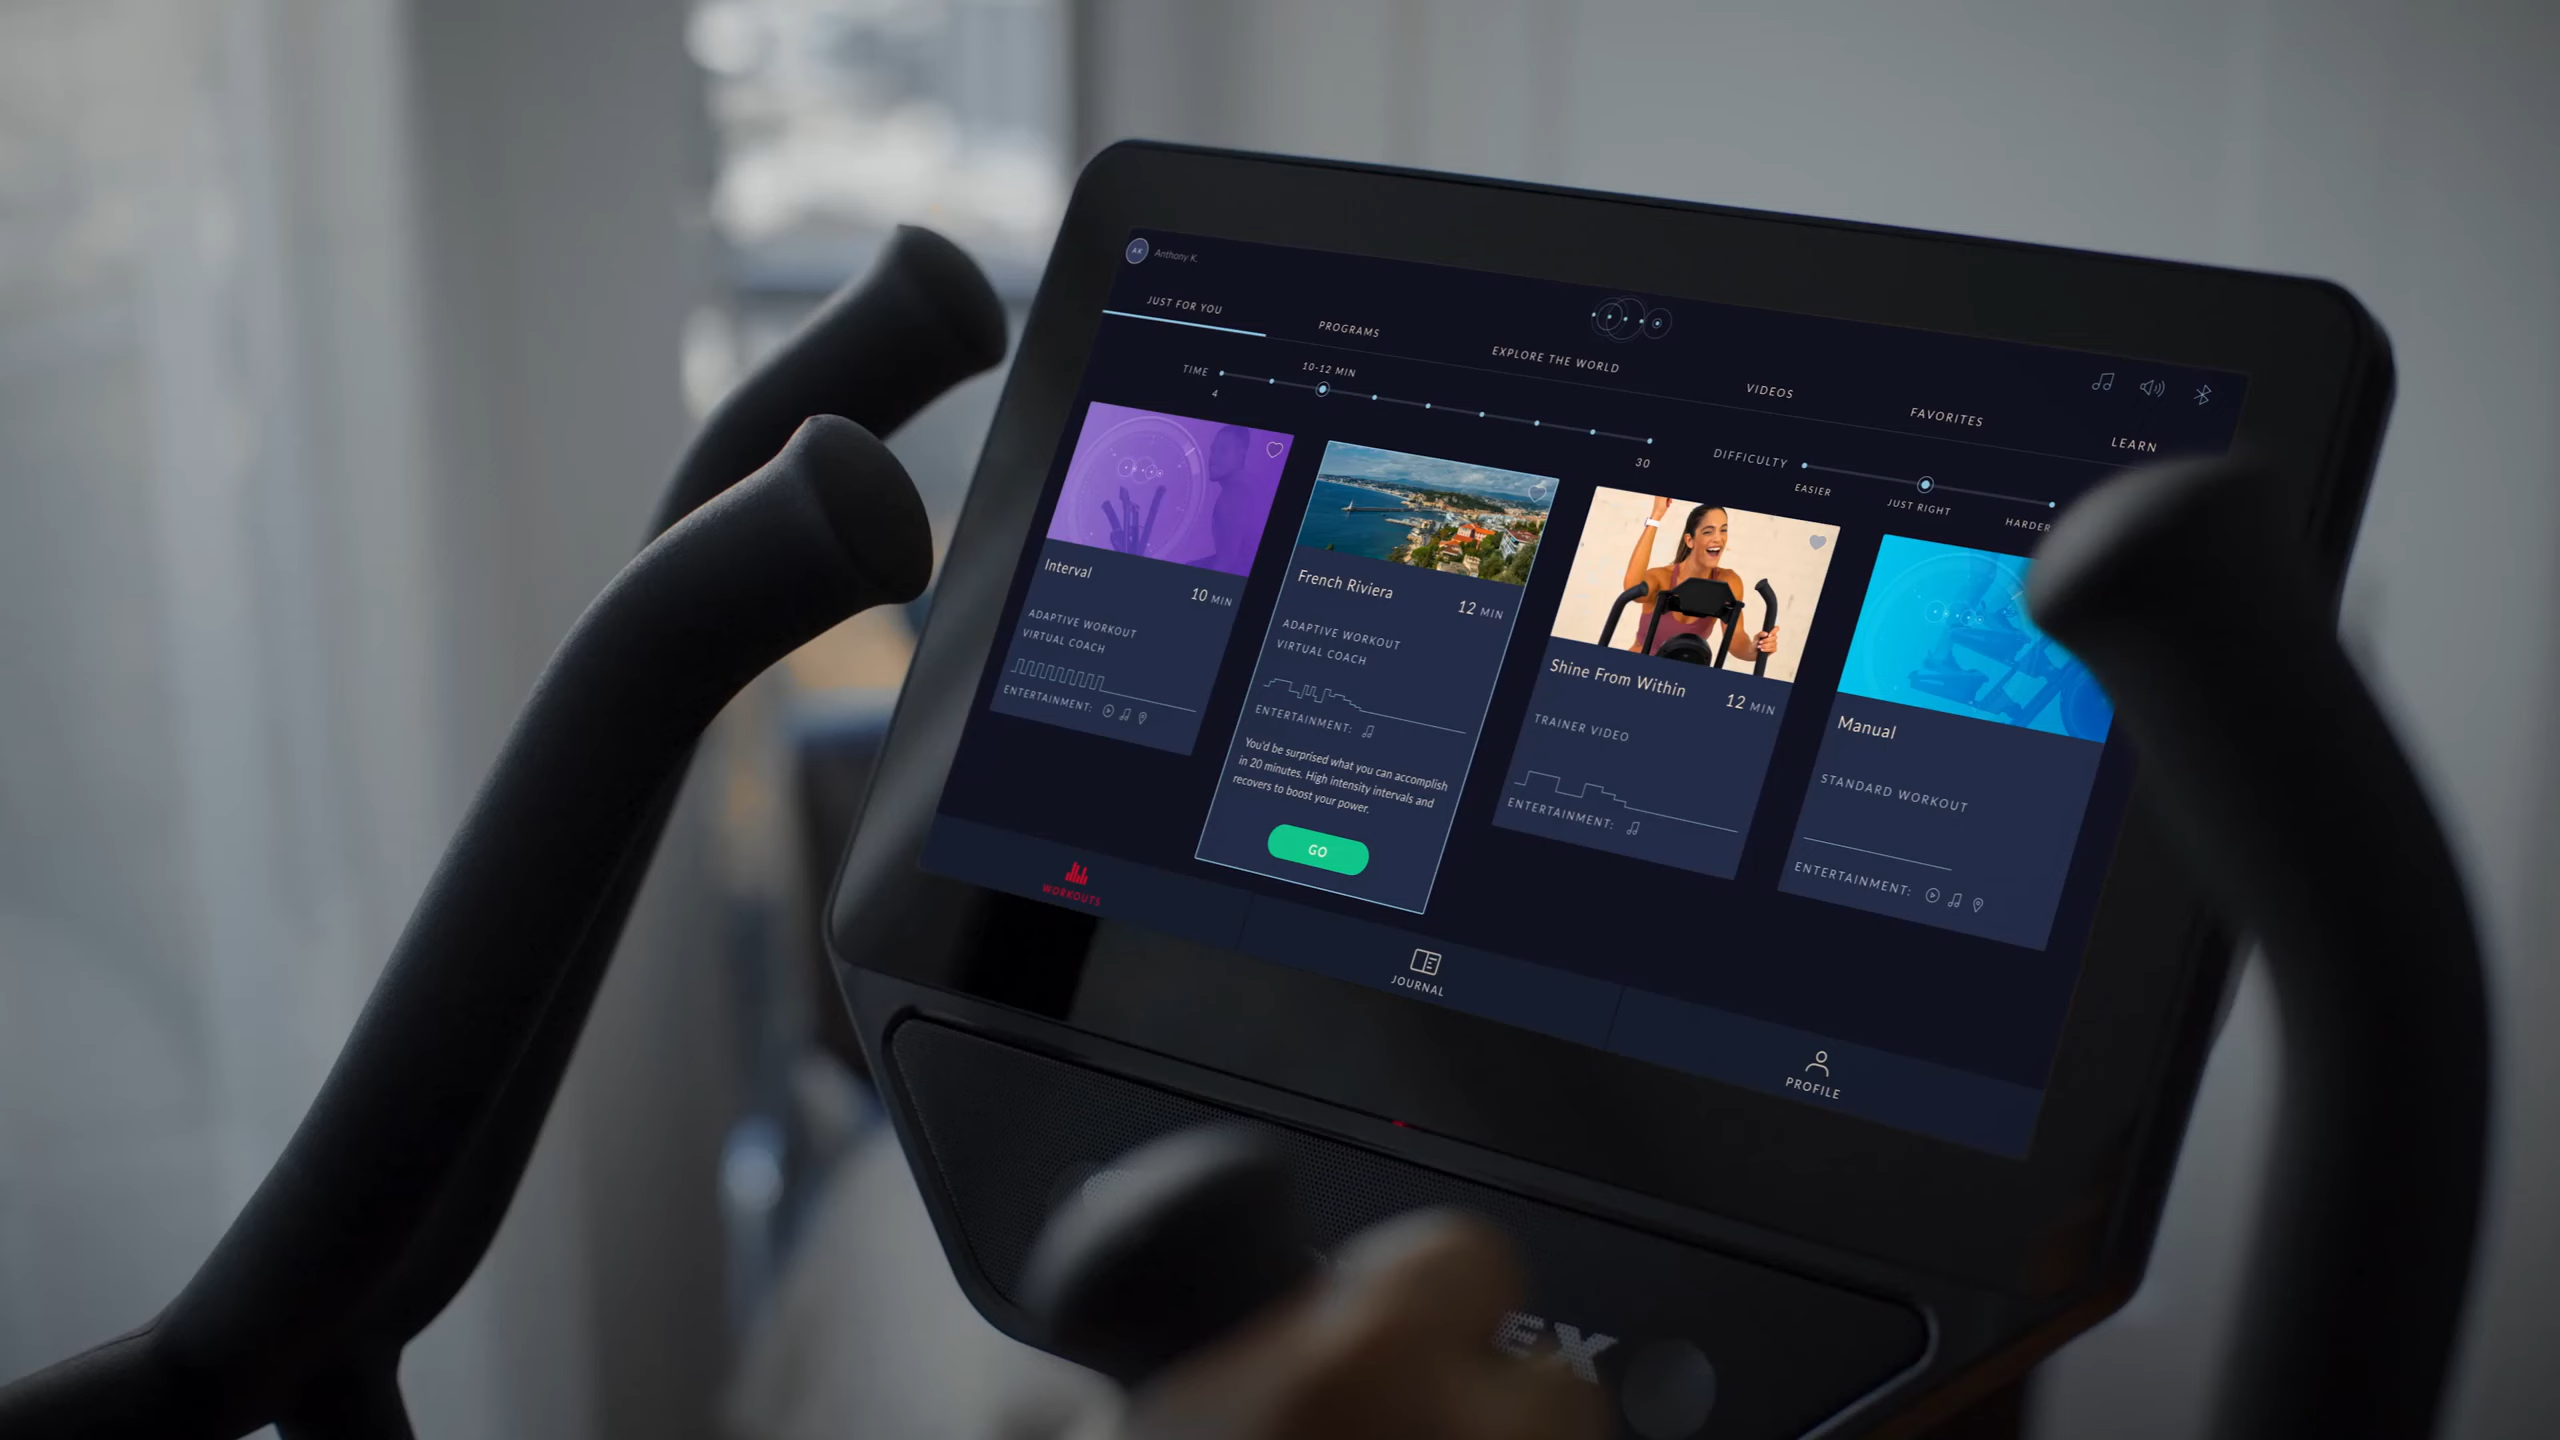 AK
Anthony K.
JUST FOR YOU
PROGRAMS
EXPLORE THE WORLD
VIDEOS
FAVORITES
LEARN
TIME
4
10-12 MIN
30
DIFFICULTY
EASIER
JUST RIGHT
HARDER
Interval
10 MIN
ADAPTIVE WORKOUT
VIRTUAL COACH
ENTERTAINMENT:
French Riviera
12 MIN
ADAPTIVE WORKOUT
VIRTUAL COACH
ENTERTAINMENT:
You'd be surprised what you can accomplish
in 20 minutes. High intensity intervals and
recovers to boost your power.
GO
Shine From Within
12 MIN
TRAINER VIDEO
ENTERTAINMENT:
Manual
STANDARD WORKOUT
ENTERTAINMENT:
WORKOUTS
JOURNAL
PROFILE